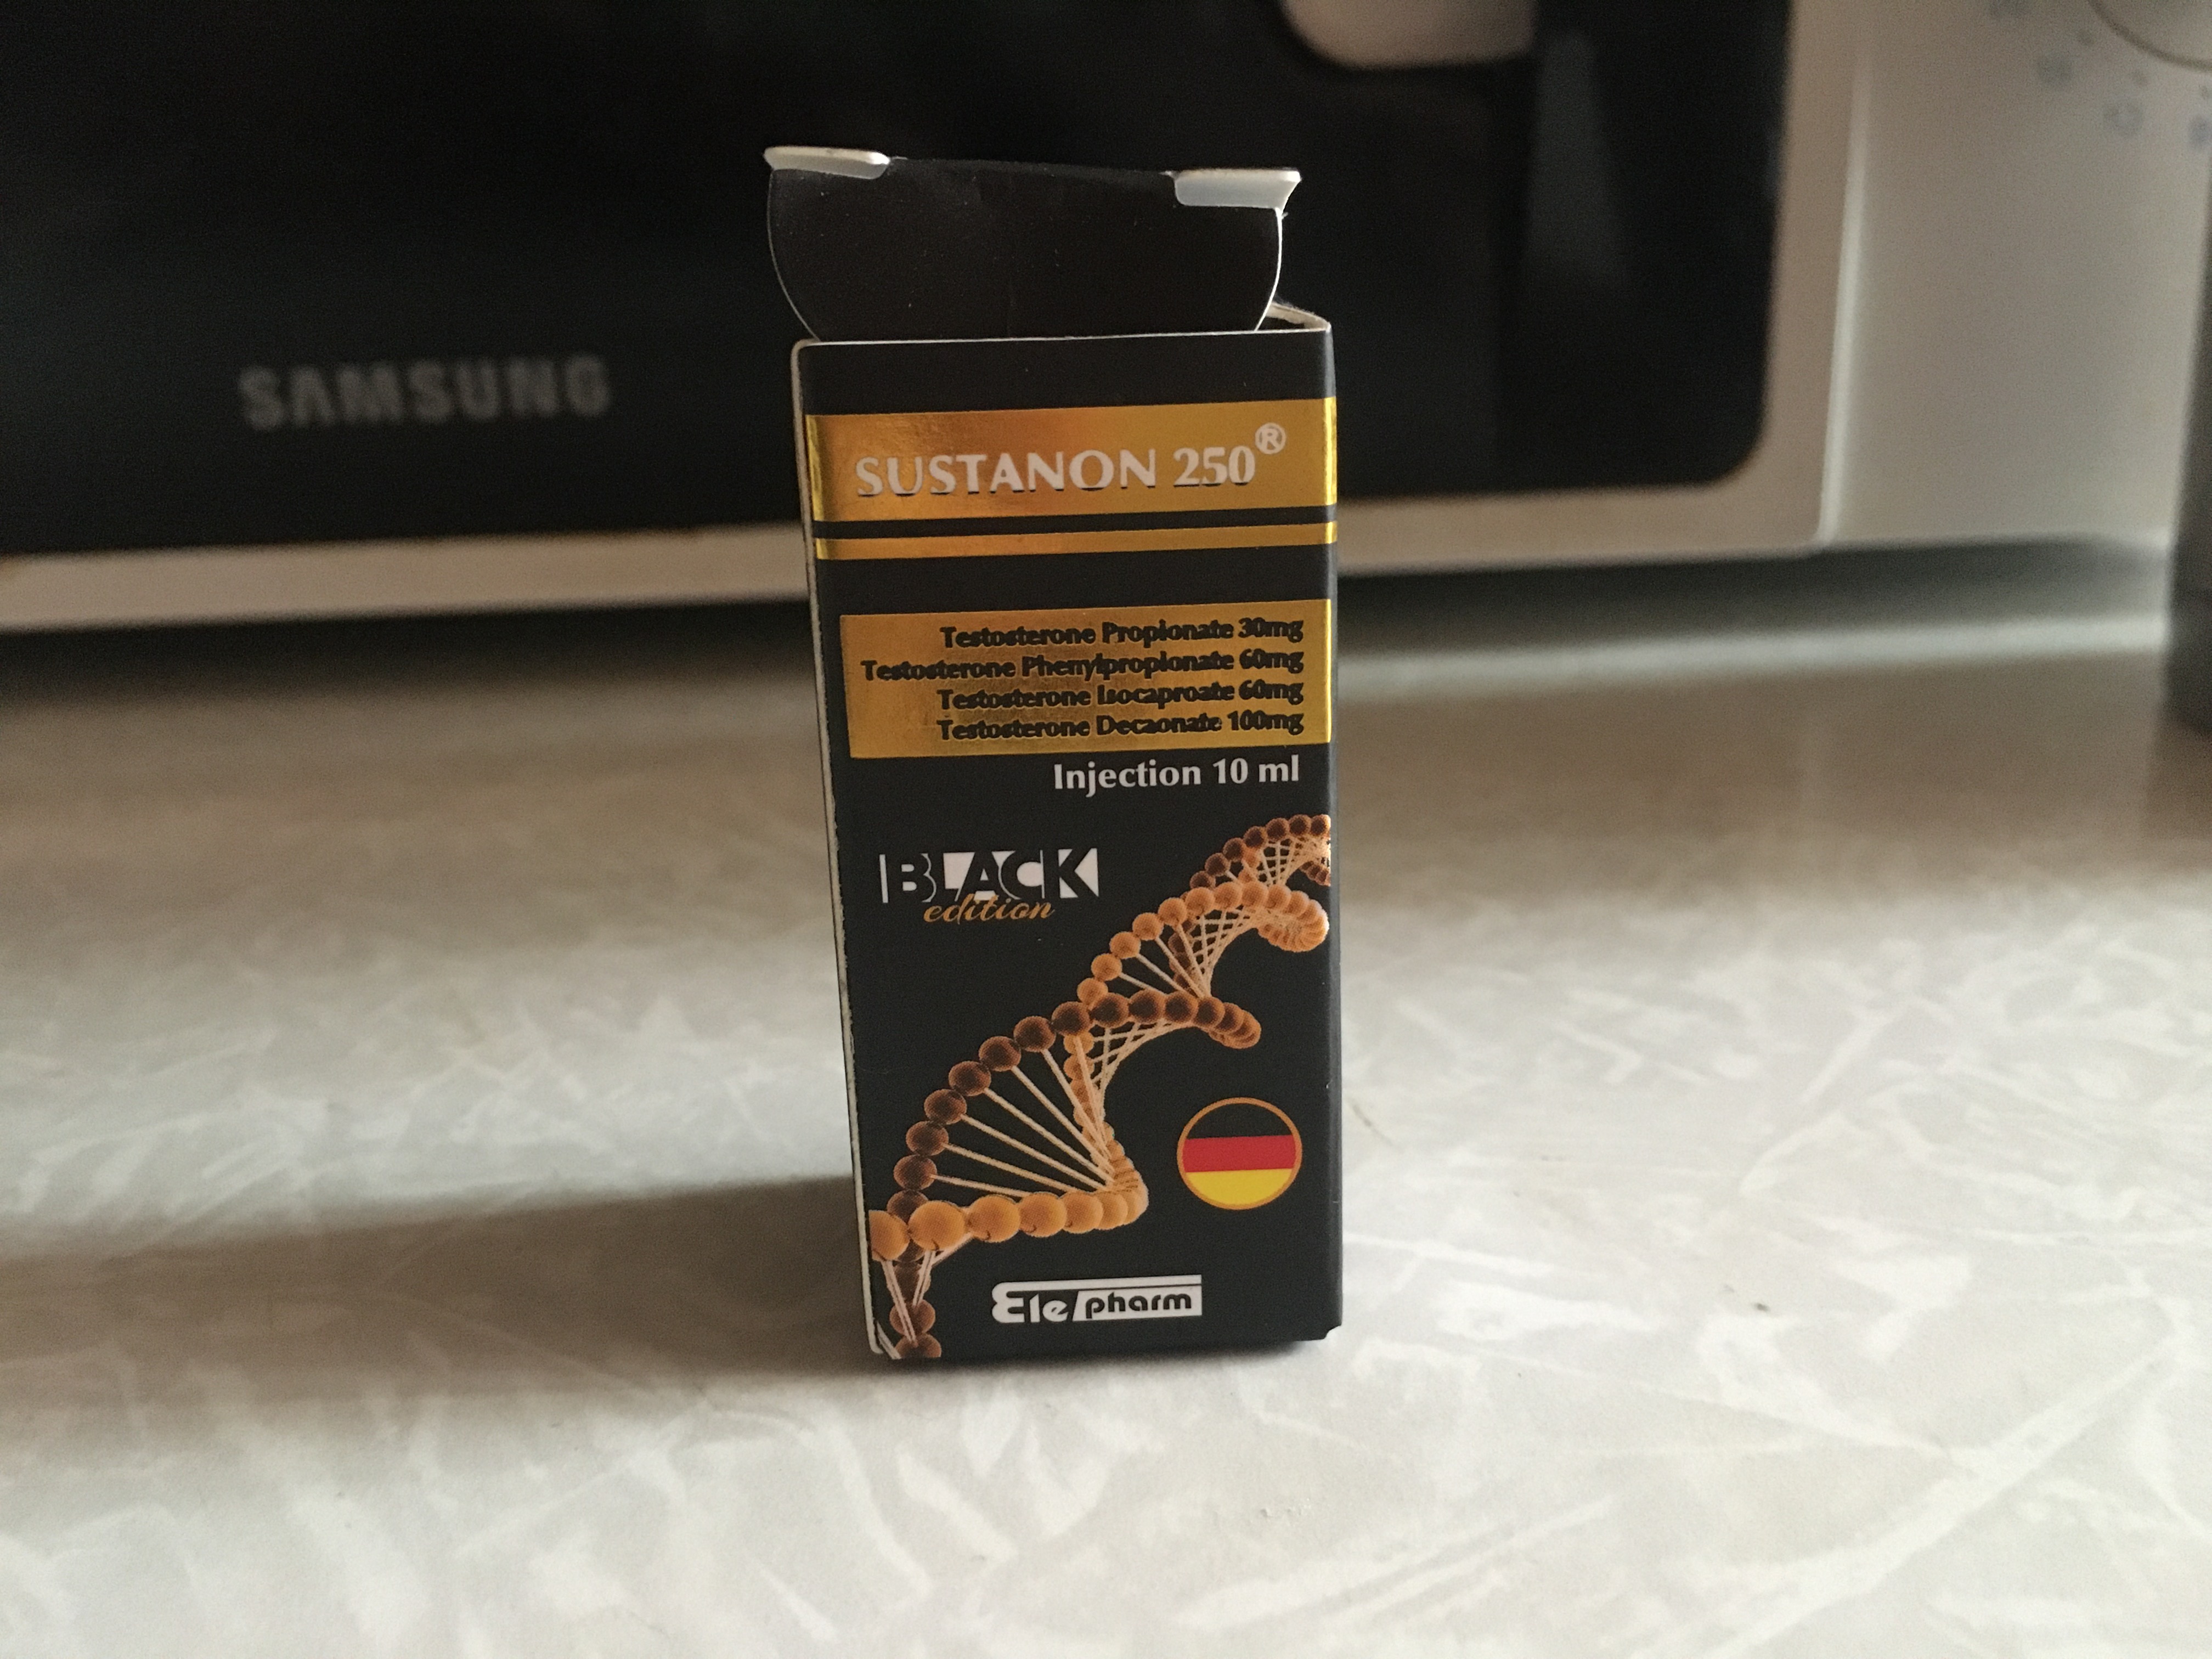 SAMSUNG
SUSTANON 250®
Testosterone Propionate 30mg
Testosterone Phenylpropionate 60mg
Testosterone Isocaproate 60mg
Testosterone Decaonate 100mg
Injection 10 ml
BLACK
edition
Ele pharm